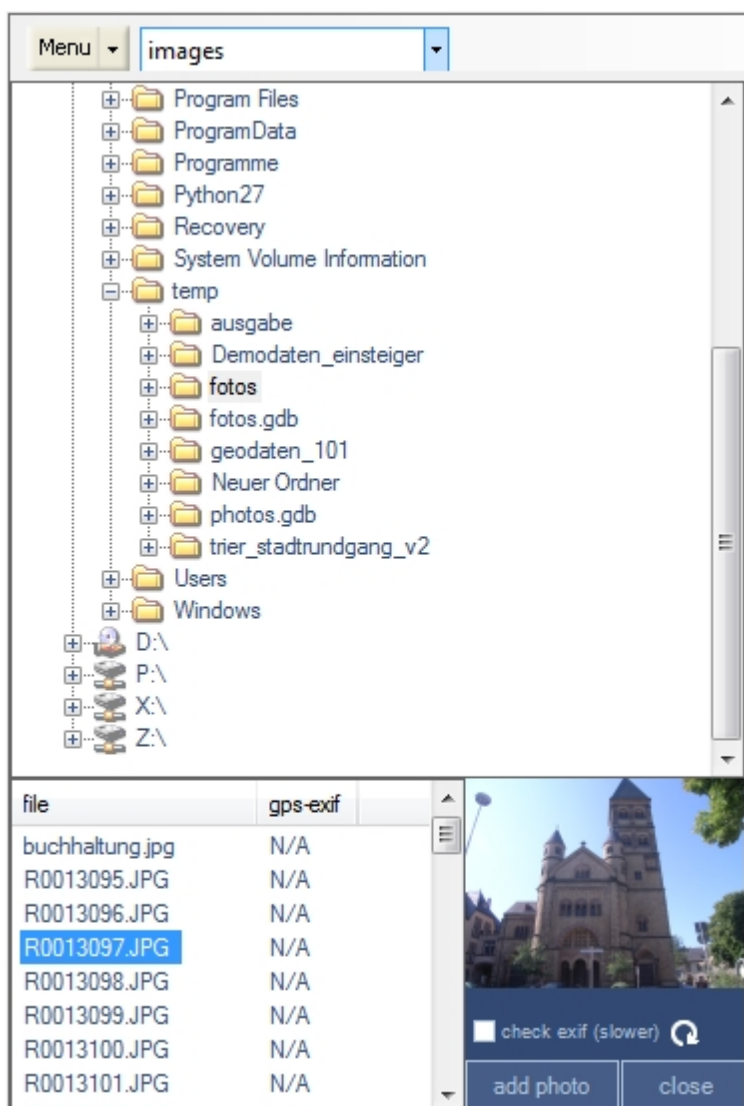 Menu images
Program Files
ProgramData
Programme
Python27
Recovery
System Volume Information
temp
ausgabe
Demodaten_einsteiger
fotos
fotos.gdb
geodaten_101
Neuer Ordner
photos.gdb
trier_stadtrundgang_v2
Users
Windows
D:\
P:\
X:\
Z:\
file gps-exif
buchhaltung.jpg N/A
R0013095.JPG N/A
R0013096.JPG N/A
R0013097.JPG N/A
R0013098.JPG N/A
R0013099.JPG N/A
R0013100.JPG N/A
R0013101.JPG N/A
check exif (slower)
add photo close